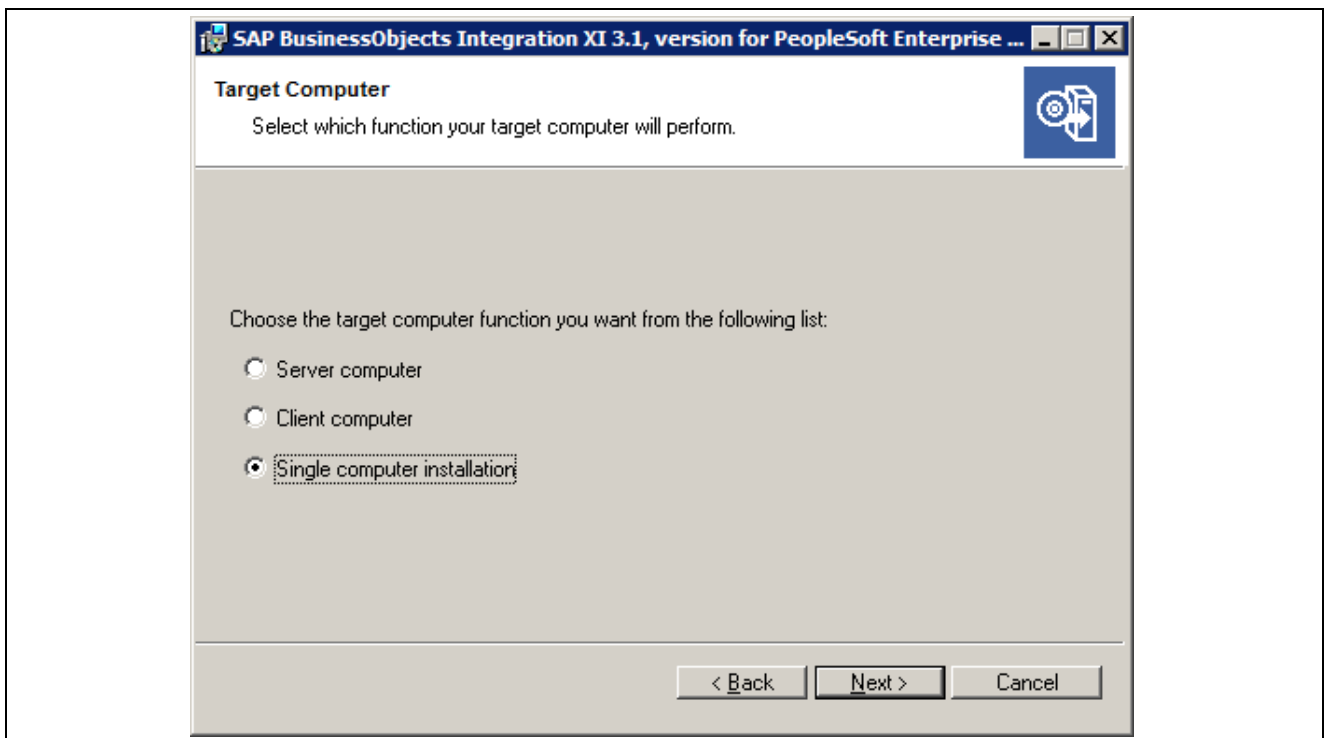 SAP BusinessObjects Integration XI 3.1, version for PeopleSoft Enterprise ...
Target Computer
Select which function your target computer will perform.
Choose the target computer function you want from the following list:
Server computer
Client computer
Single computer installation
< Back
Next >
Cancel